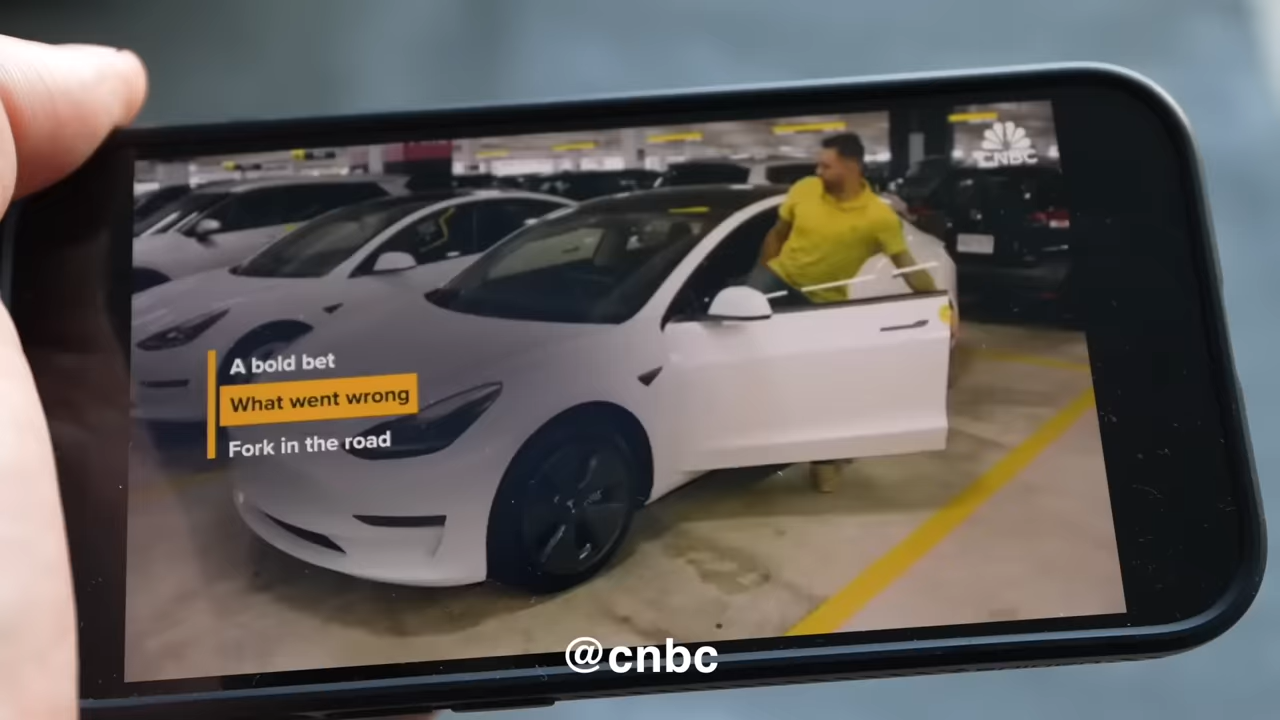 CNBC
A bold bet
What went wrong
Fork in the road
@cnbc